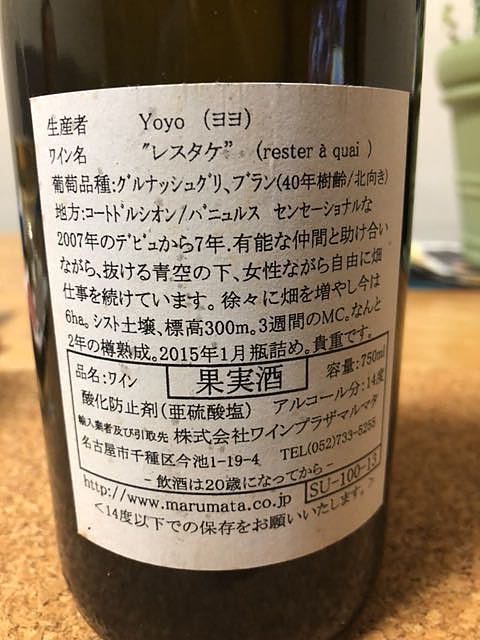 生産者 Yoyo (ヨヨ)
ワイン名 "レスタケ" (rester à quai )
葡萄品種:グルナッシュグリ、ブラン(40年樹齢/北向き)
地方:コートドルシオン/バニュルス センセーショナルな
2007年のデビュから7年、有能な仲間と助け合い
ながら、抜ける青空の下、女性ながら自由に畑
仕事を続けています。徐々に畑を増やし今は
6ha。シスト土壌、標高300m。3週間のMC。なんと
2年の樽熟成。2015年1月瓶詰め。貴重です。
品名:ワイン 果実酒 容量:750ml
酸化防止剤(亜硫酸塩) アルコール分:14度
輸入業者及び引取先 株式会社ワインプラザマルマタ
名古屋市千種区今池1-19-4 TEL(052)733-5255
- 飲酒は20歳になってから -
http://www.marumata.co.jp SU-100-13
<14度以下での保存をお願いいたします。>